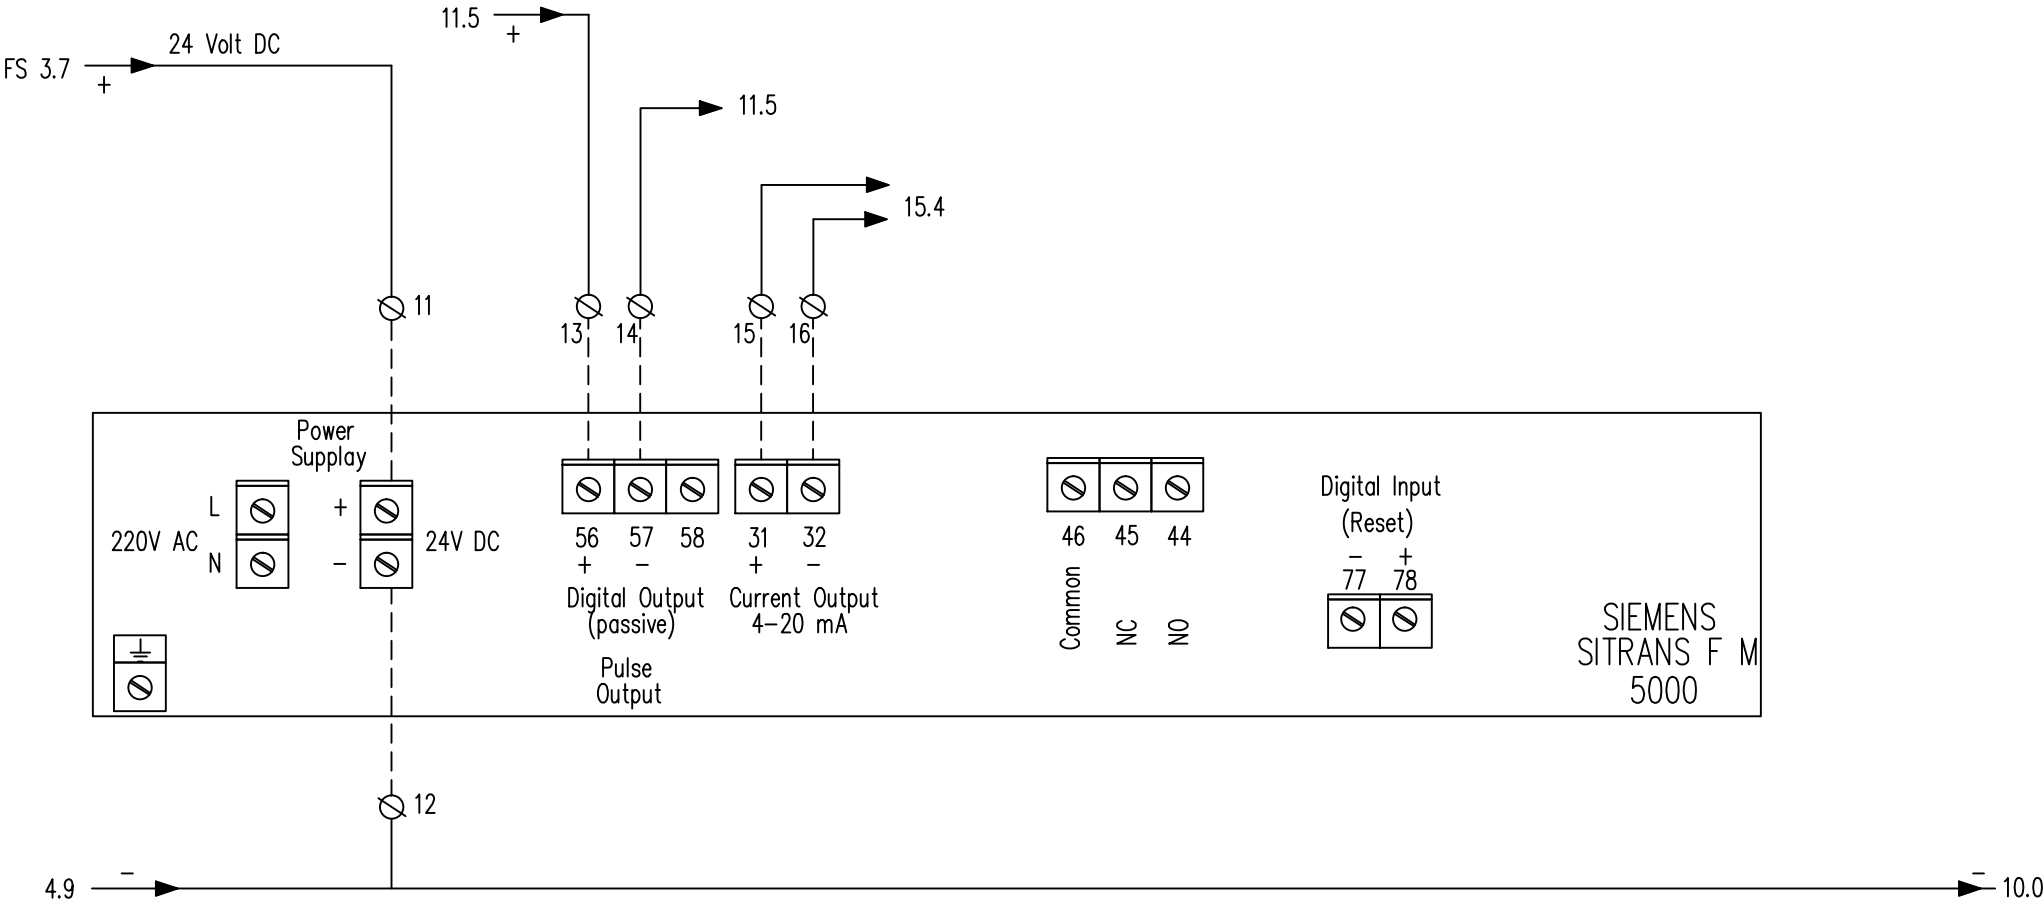 11.5
+
24 Volt DC
FS 3.7
+
11.5
15.4
11
13
14
15
16
Power
Supplay
L
+
220V AC
24V DC
N
−
56
57
58
31
32
+
−
+
−
Digital Output
(passive)
Current Output
4−20 mA
Pulse
Output
46
45
44
Common
NC
NO
Digital Input
(Reset)
− +
77 78
SIEMENS
SITRANS F M
5000
12
−
4.9
−
10.0